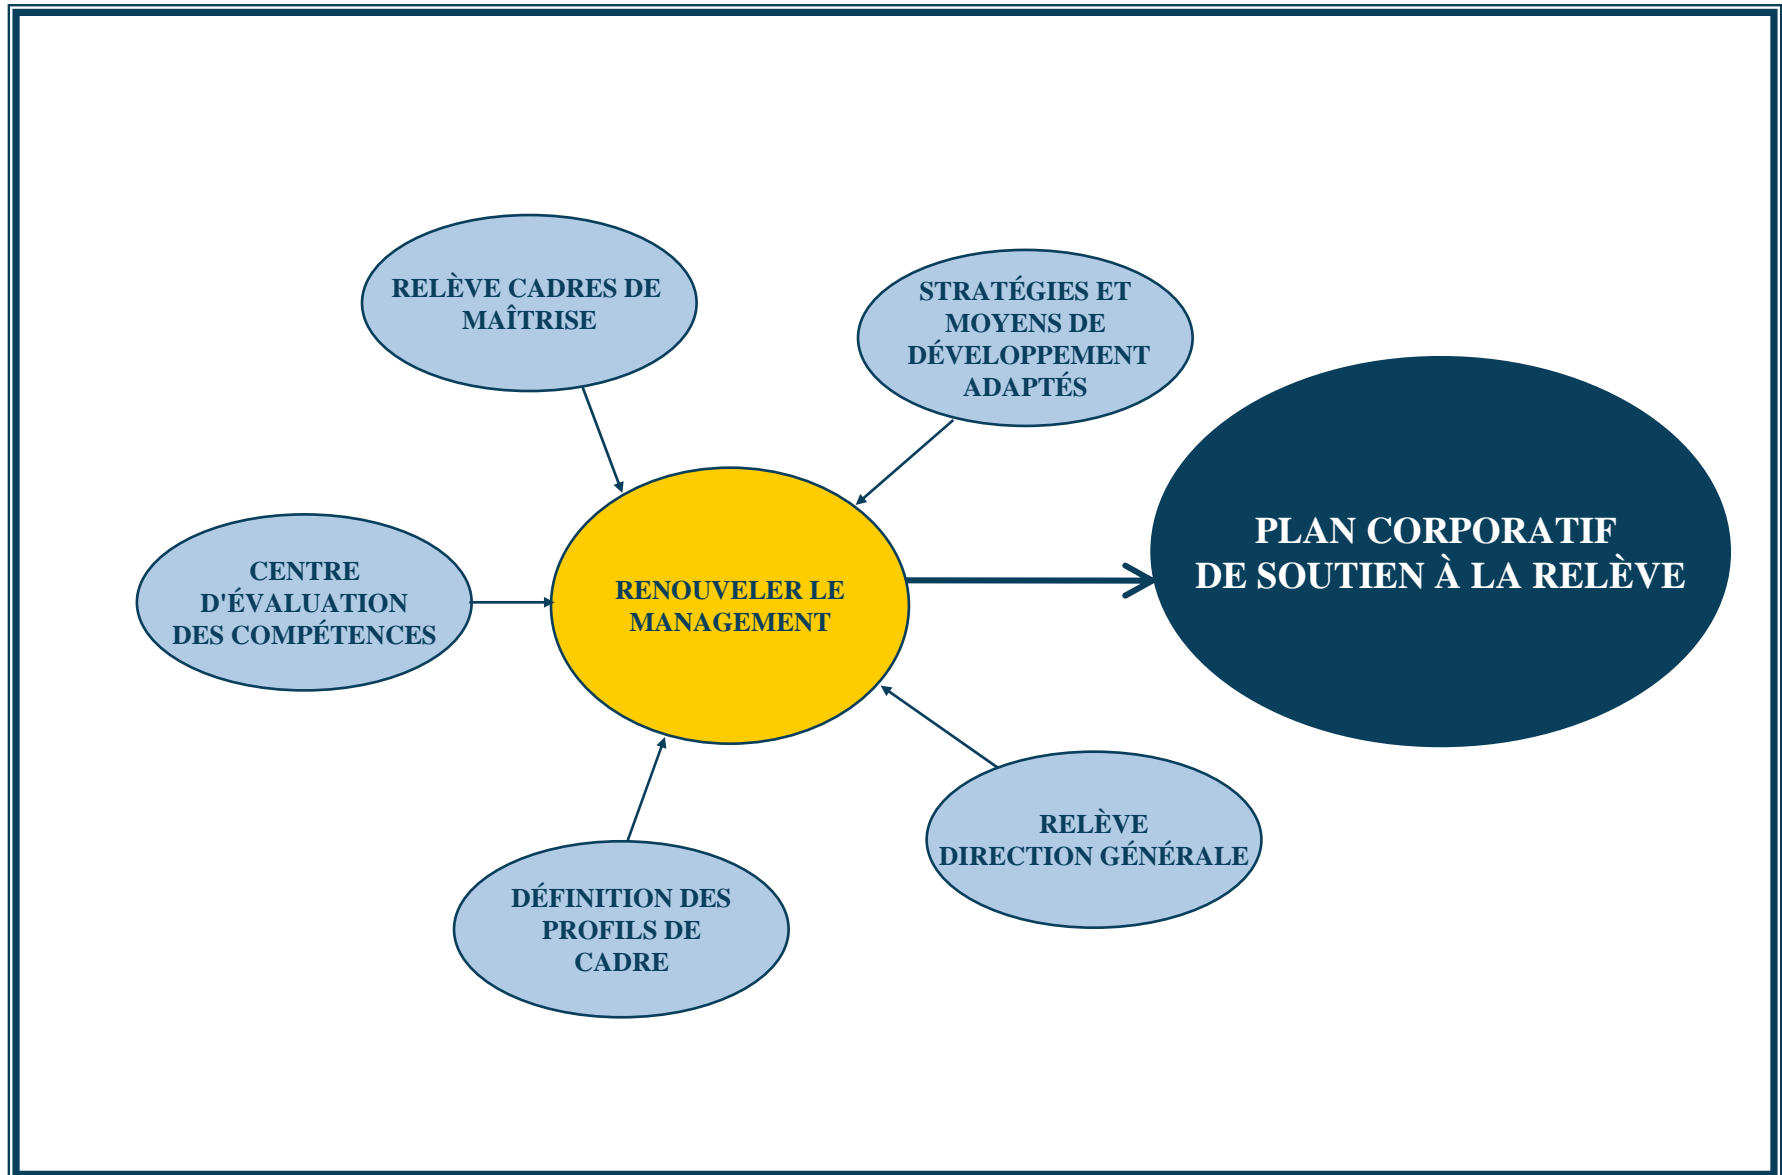 RELÈVE CADRES DE
MAÎTRISE
STRATÉGIES ET
MOYENS DE
DÉVELOPPEMENT
ADAPTÉS
CENTRE
D'ÉVALUATION
DES COMPÉTENCES
RENOUVELER LE
MANAGEMENT
PLAN CORPORATIF
DE SOUTIEN À LA RELÈVE
RELÈVE
DIRECTION GÉNÉRALE
DÉFINITION DES
PROFILS DE
CADRE